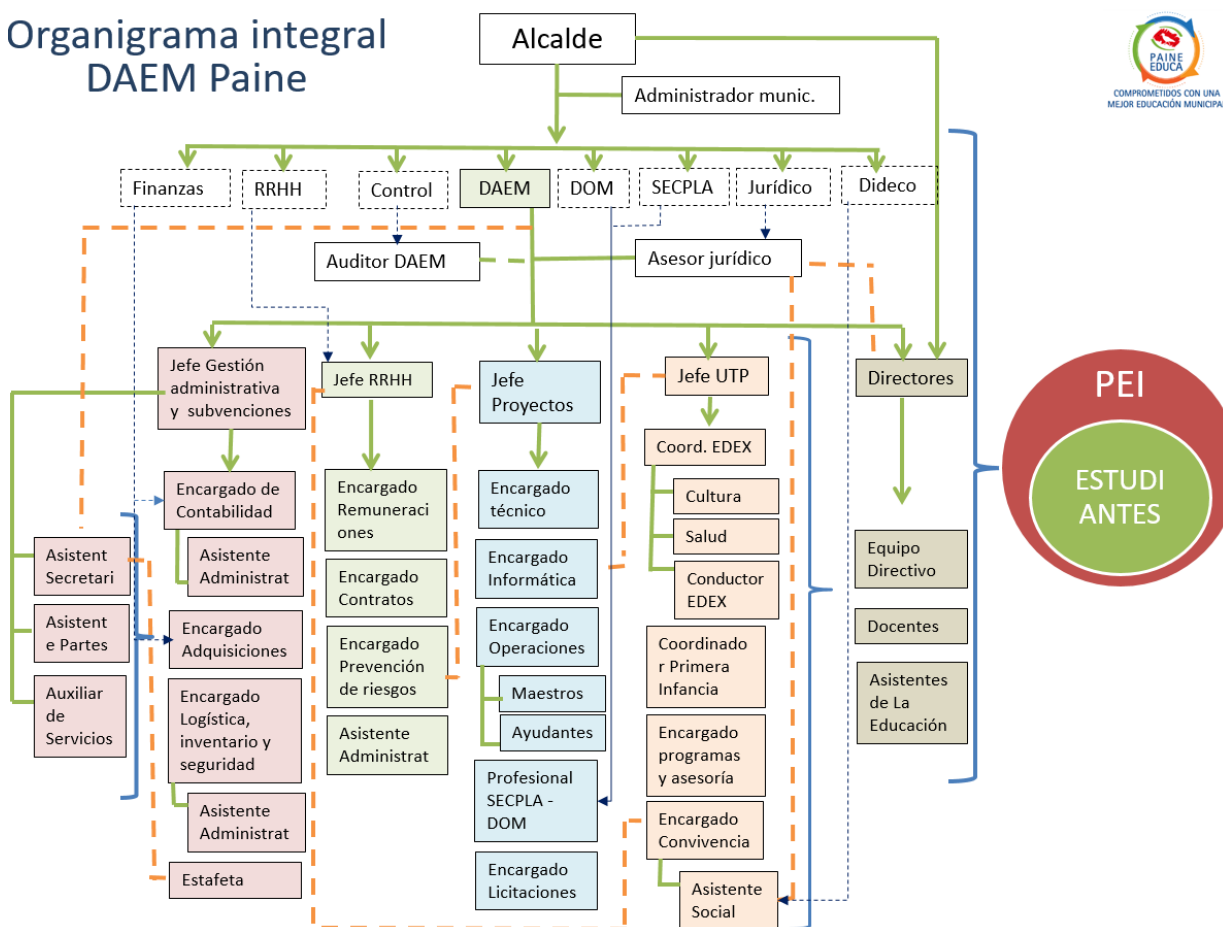 Organigrama integral
DAEM Paine
Alcalde
Administrador munic.
PAINE
EDUCA
COMPROMETIDOS CON UNA
MEJOR EDUCACIÓN MUNICIPA
Finanzas
RRHH
Control
DAEM
DOM
SECPLA
Jurídico
Dideco
Auditor DAEM
Asesor jurídico
Jefe Gestión
administrativa
y subvenciones
Jefe RRHH
Jefe
Proyectos
Jefe UTP
Directores
PEI
ESTUDI
ANTES
Encargado de
Contabilidad
Asistente
Administrat
Asistent
Secretari
Asistent
e Partes
Auxiliar
de
Servicios
Encargado
Adquisiciones
Encargado
Logística,
inventario y
seguridad
Asistente
Administrat
Estafeta
Encargado
Remuneraci
ones
Encargado
Contratos
Encargado
Prevención
de riesgos
Asistente
Administrat
Encargado
técnico
Encargado
Informática
Encargado
Operaciones
Maestros
Ayudantes
Profesional
SECPLA -
DOM
Encargado
Licitaciones
Coord. EDEX
Cultura
Salud
Conductor
EDEX
Coordinado
r Primera
Infancia
Encargado
programas
y asesoría
Encargado
Convivencia
Asistente
Social
Equipo
Directivo
Docentes
Asistentes
de La
Educación